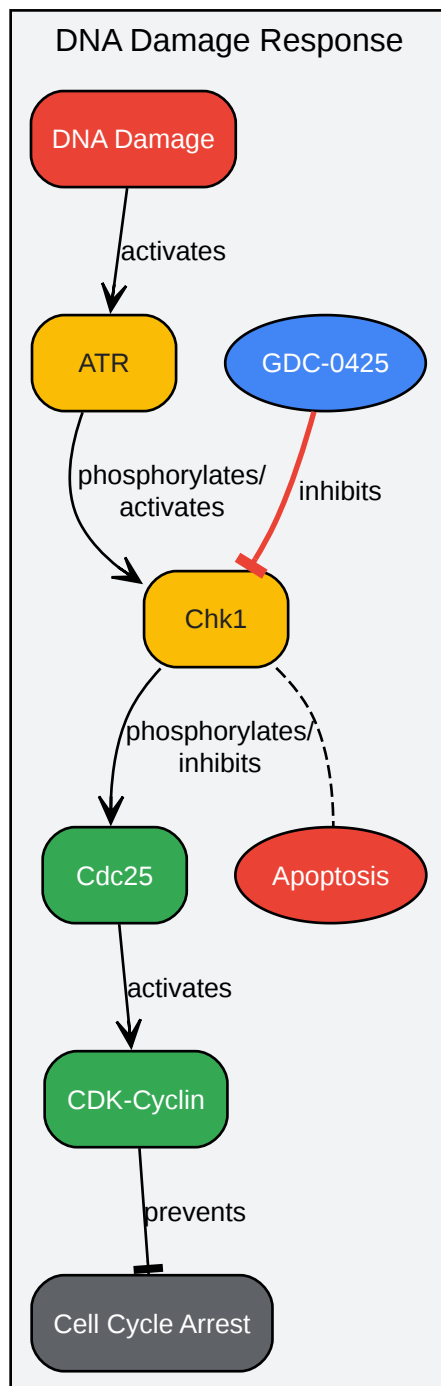 DNA Damage Response
DNA Damage
activates
ATR
GDC-0425
phosphorylates/
activates
inhibits
Chk1
phosphorylates/
inhibits
Cdc25
Apoptosis
activates
CDK-Cyclin
prevents
Cell Cycle Arrest